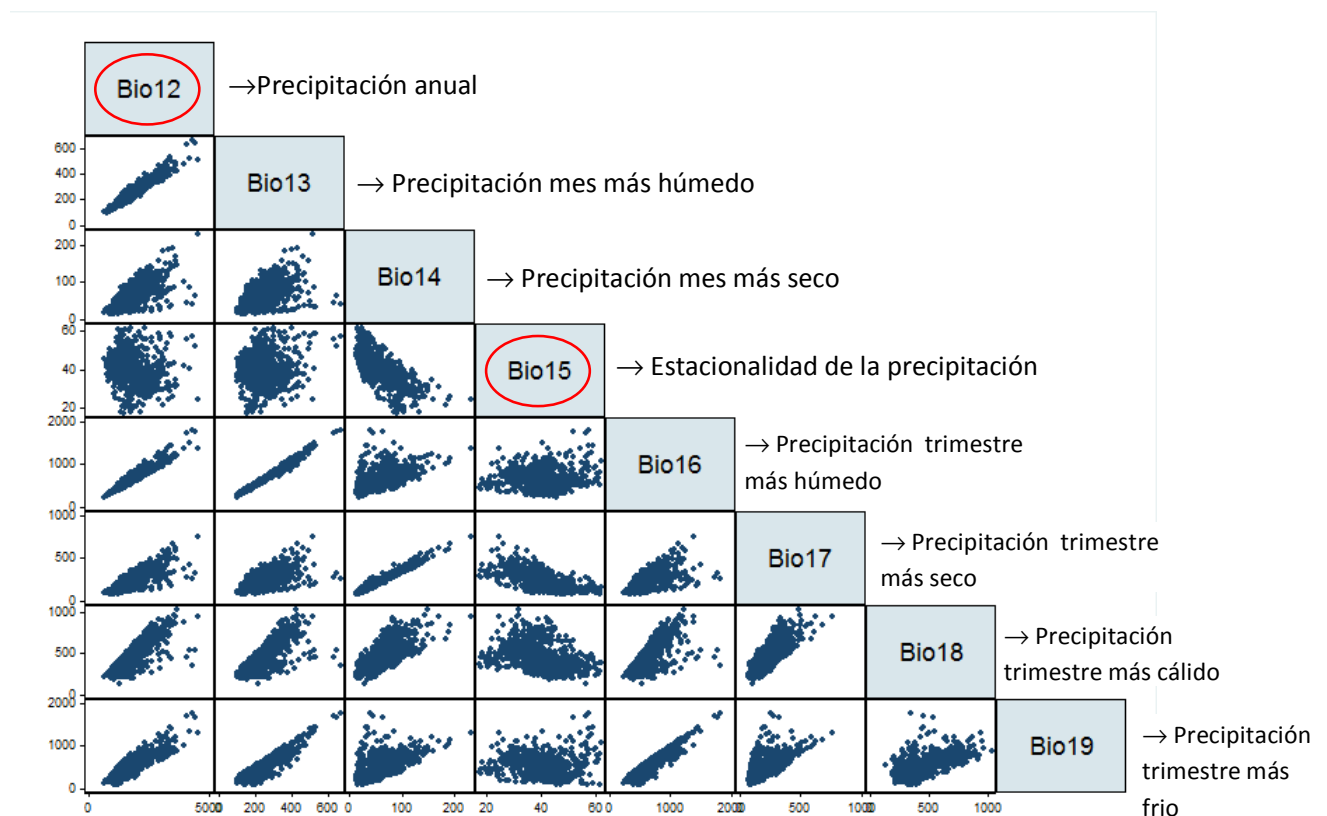 Bio12
→Precipitación anual
600
400
200
0
Bio13
→ Precipitación mes más húmedo
200
100
0
Bio14
→ Precipitación mes más seco
60
40
20
Bio15
→ Estacionalidad de la precipitación
2000
1000
0
Bio16
→ Precipitación trimestre
más húmedo
1000
500
0
Bio17
→ Precipitación trimestre
más seco
1000
500
0
Bio18
→ Precipitación
trimestre más cálido
2000
1000
0
Bio19
→ Precipitación
trimestre más
frio
0 5000 200 400 600 0 100 200 20 40 60 0 1000 2000 0 500 1000 0 500 1000